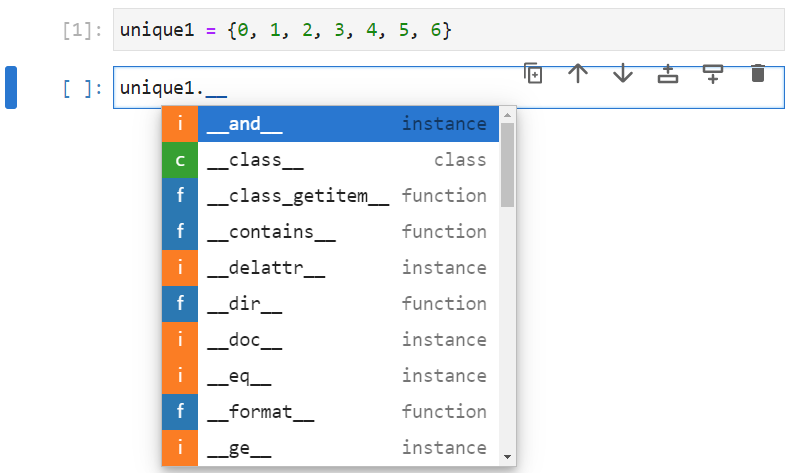 [1]: unique1 = {0, 1, 2, 3, 4, 5, 6}
[ ]: unique1.__
i __and__ instance
c __class__ class
f __class_getitem__ function
f __contains__ function
i __delattr__ instance
f __dir__ function
i __doc__ instance
i __eq__ instance
f __format__ function
i __ge__ instance